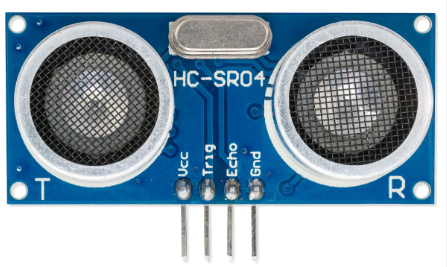 HC-SR04
Vcc
Trig
Echo
Gnd
T
R